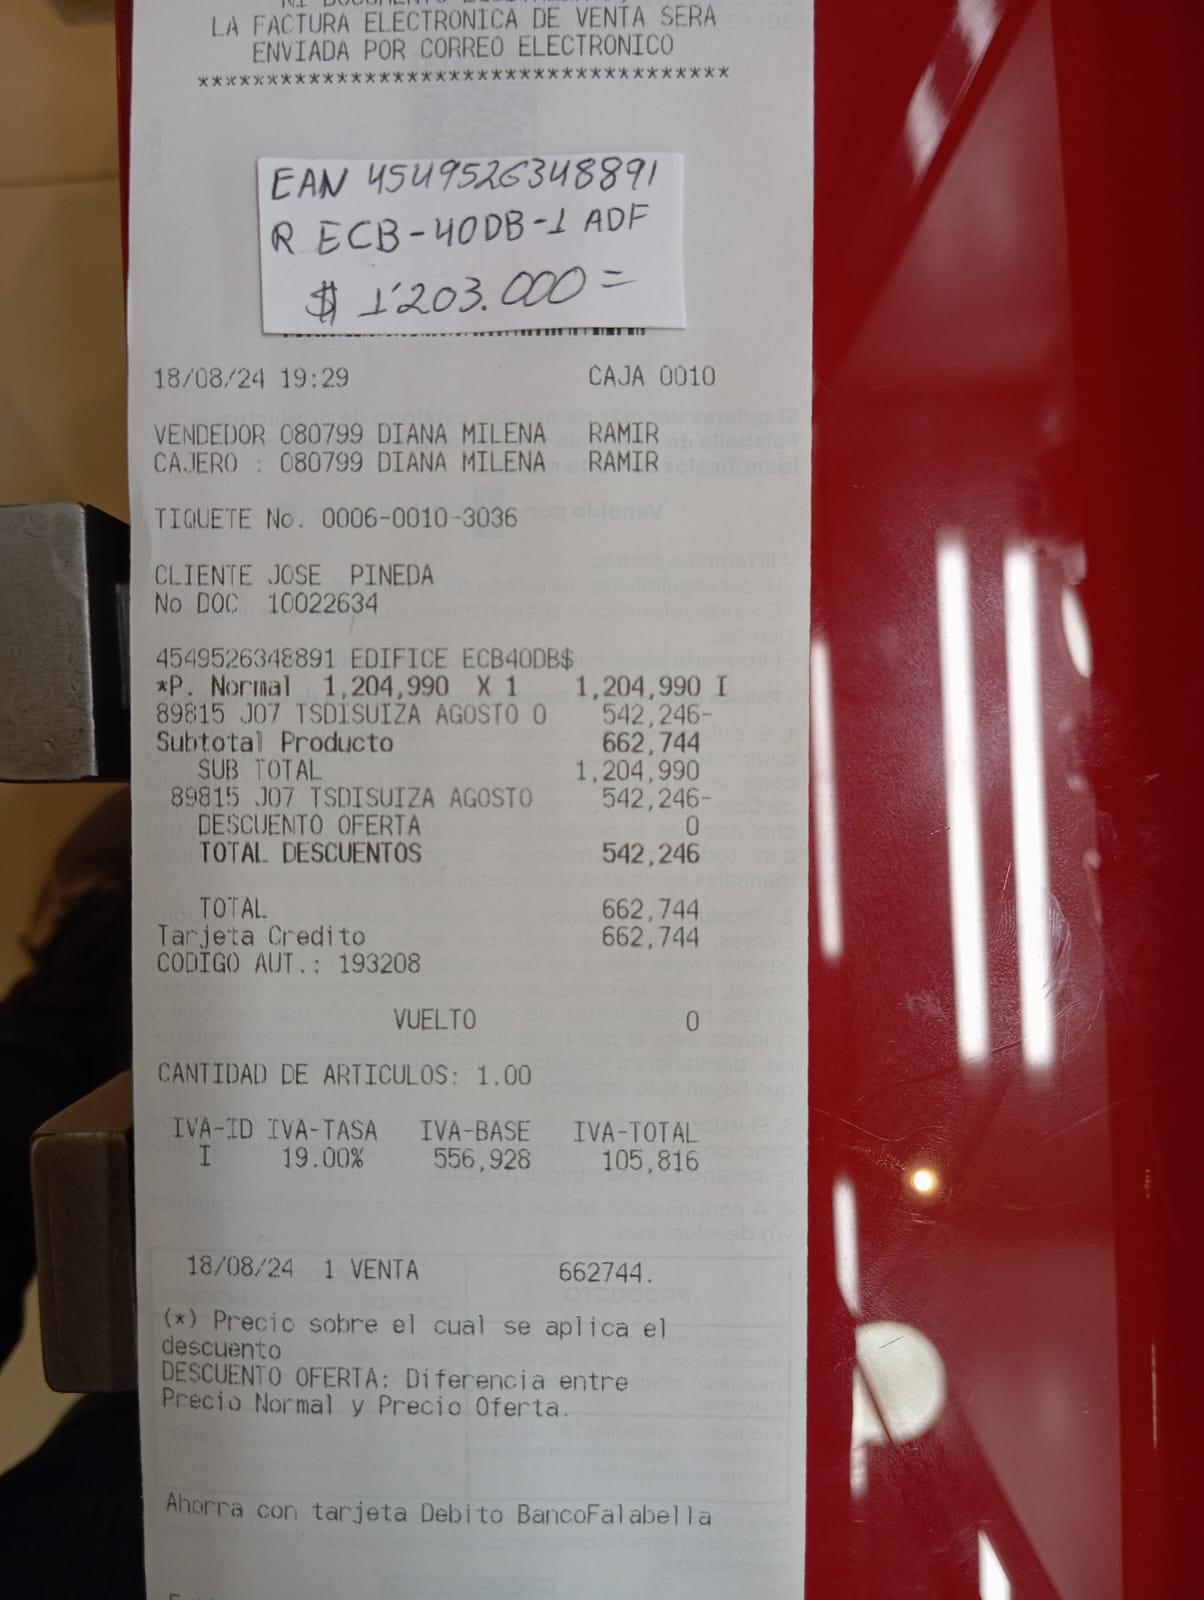 LA FACTURA ELECTRONICA DE VENTA SERA
ENVIADA POR CORREO ELECTRONICO
**************************************
EAN 4549526348891
R ECB-40DB-1 ADF
$ 1'203.000=
18/08/24 19:29 CAJA 0010
VENDEDOR 080799 DIANA MILENA RAMIR
CAJERO : 080799 DIANA MILENA RAMIR
TIQUETE No. 0006-0010-3036
CLIENTE JOSE PINEDA
No DOC 10022634
4549526348891 EDIFICE ECB40DB$
*P. Normal 1,204,990 X 1 1,204,990 I
89815 J07 TSDISUIZA AGOSTO 0 542,246-
Subtotal Producto 662,744
SUB TOTAL 1,204,990
89815 J07 TSDISUIZA AGOSTO 542,246-
DESCUENTO OFERTA 0
TOTAL DESCUENTOS 542,246
TOTAL 662,744
Tarjeta Credito 662,744
CODIGO AUT.: 193208
VUELTO 0
CANTIDAD DE ARTICULOS: 1.00
IVA-ID IVA-TASA IVA-BASE IVA-TOTAL
I 19.00% 556,928 105,816
18/08/24 1 VENTA 662744.
(*) Precio sobre el cual se aplica el
descuento
DESCUENTO OFERTA: Diferencia entre
Precio Normal y Precio Oferta.
Ahorra con tarjeta Debito BancoFalabella